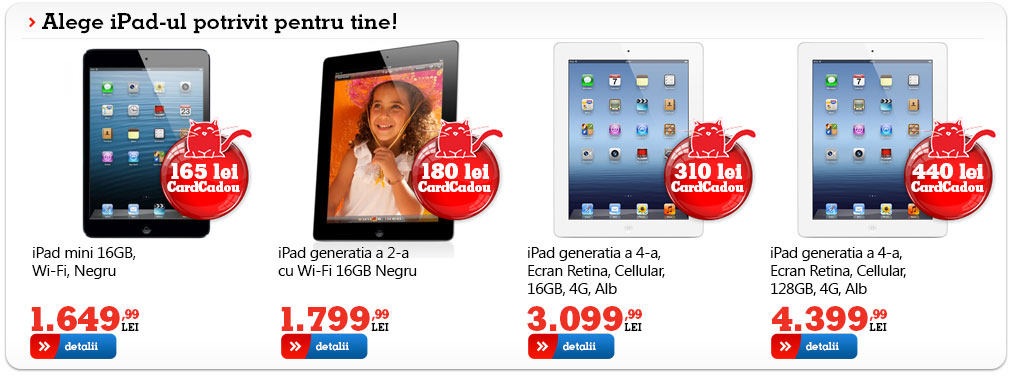 Alege iPad-ul potrivit pentru tine!
165 lei
CardCadou
iPad mini 16GB,
Wi-Fi, Negru
1.649,99
LEI
detalii
180 lei
CardCadou
iPad generatia a 2-a
cu Wi-Fi 16GB Negru
1.799,99
LEI
detalii
310 lei
CardCadou
iPad generatia a 4-a,
Ecran Retina, Cellular,
16GB, 4G, Alb
3.099,99
LEI
detalii
440 lei
CardCadou
iPad generatia a 4-a,
Ecran Retina, Cellular,
128GB, 4G, Alb
4.399,99
LEI
detalii